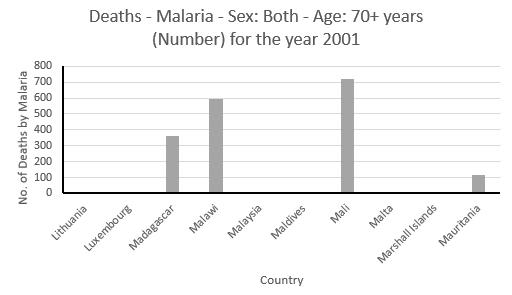 Deaths - Malaria - Sex: Both - Age: 70+ years
(Number) for the year 2001
No. of Deaths by Malaria
800
700
600
500
400
300
200
100
0
Lithuania
Luxembourg
Madagascar
Malawi
Malaysia
Maldives
Mali
Malta
Marshall Islands
Mauritania
Country